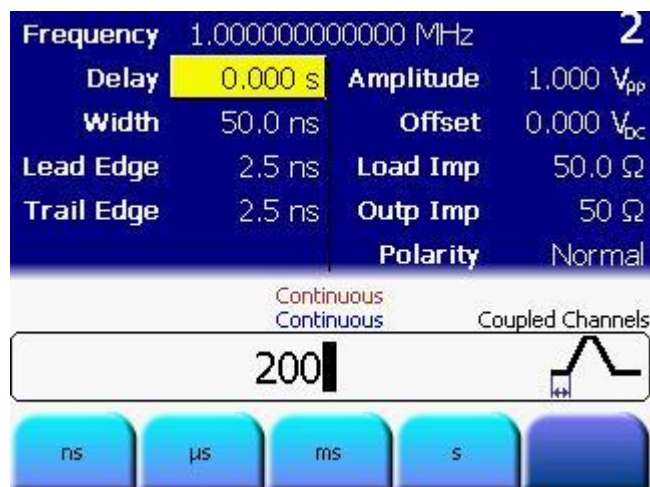 Frequency 1.000000000000 MHz 2
Delay 0.000 s Amplitude 1.000 Vpp
Width 50.0 ns Offset 0.000 VDC
Lead Edge 2.5 ns Load Imp 50.0 Ω
Trail Edge 2.5 ns Outp Imp 50 Ω
Polarity Normal
Continuous
Continuous Coupled Channels
200
ns µs ms s